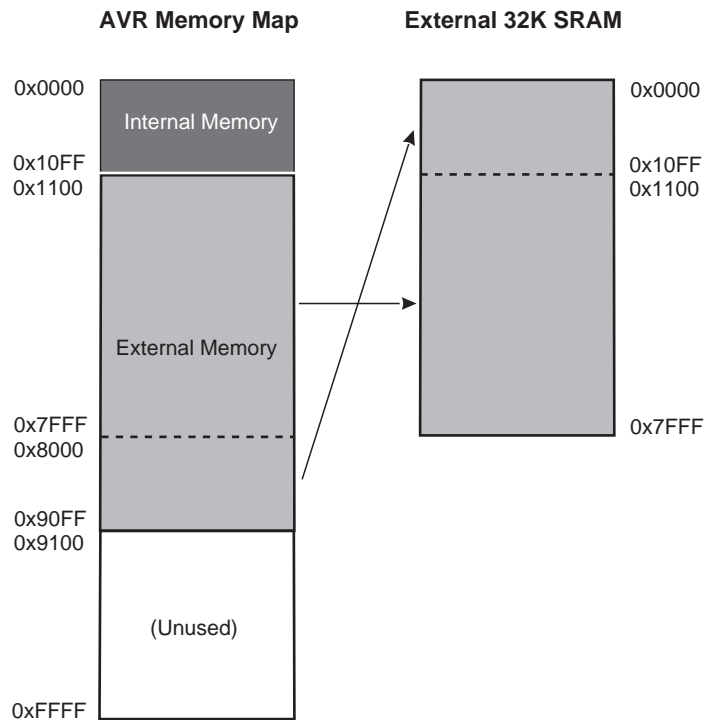 AVR Memory Map
0x0000
Internal Memory
0x10FF
0x1100
External Memory
0x7FFF
0x8000
0x90FF
0x9100
(Unused)
0xFFFF
External 32K SRAM
0x0000
0x10FF
0x1100
0x7FFF